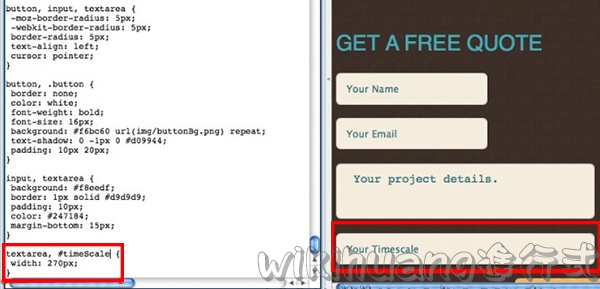 button, input, textarea {
-moz-border-radius: 5px;
-webkit-border-radius: 5px;
border-radius: 5px;
text-align: left;
cursor: pointer;
}
button, .button {
border: none;
color: white;
font-weight: bold;
font-size: 16px;
background: #f6bc60 url(img/buttonBg.png) repeat;
text-shadow: 0 -1px 0 #d09944;
padding: 10px 20px;
}
input, textarea {
background: #f8eedf;
border: 1px solid #d9d9d9;
padding: 10px;
color: #247184;
margin-bottom: 15px;
}
textarea, #timeScale {
width: 270px;
}
GET A FREE QUOTE
Your Name
Your Email
Your project details.
Your Timescale
wikihuang進行式